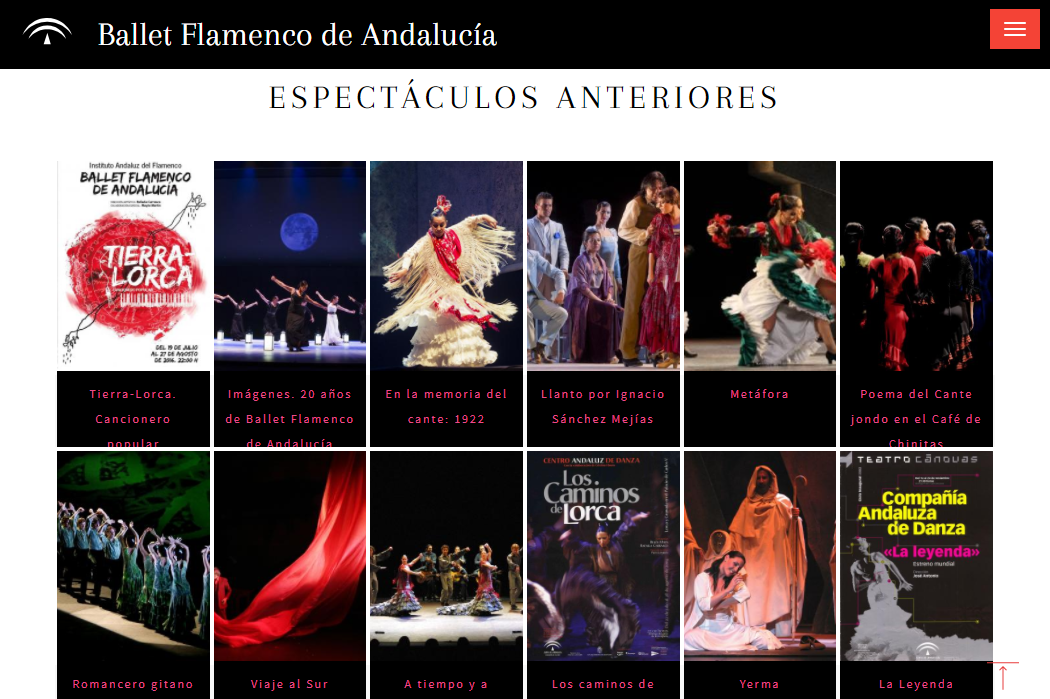 Ballet Flamenco de Andalucía
ESPECTÁCULOS ANTERIORES
Instituto Andaluz del Flamenco
BALLET FLAMENCO
DE ANDALUCÍA
TIERRA-
LORCA
DEL 19 DE JULIO
AL 27 DE AGOSTO
DE 2016. 22:00 H
Tierra-Lorca.
Cancionero
popular
Imágenes. 20 años
de Ballet Flamenco
de Andalucía
En la memoria del
cante: 1922
Llanto por Ignacio
Sánchez Mejías
Metáfora
Poema del Cante
jondo en el Café de
Chinitas
CENTRO ANDALUZ DE DANZA
Los
Caminos
de Lorca
TEATRO CÁNOVAS
Compañía
Andaluza
de Danza
«La leyenda»
Estreno mundial
José Antonio
Romancero gitano
Viaje al Sur
A tiempo y a
Los caminos de
Yerma
La Leyenda